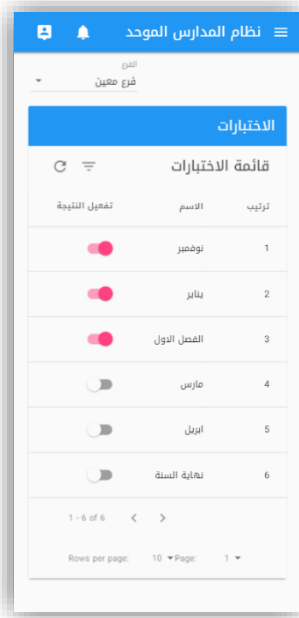 نظام المدارس الموحد
الفرع
فرع معين
الاختبارات
قائمة الاختبارات
ترتيب الاسم تفعيل النتيجة
1 نوفمبر
2 يناير
3 الفصل الاول
4 مارس
5 ابريل
6 نهاية السنة
1 - 6 of 6
Rows per page: 10 Page: 1